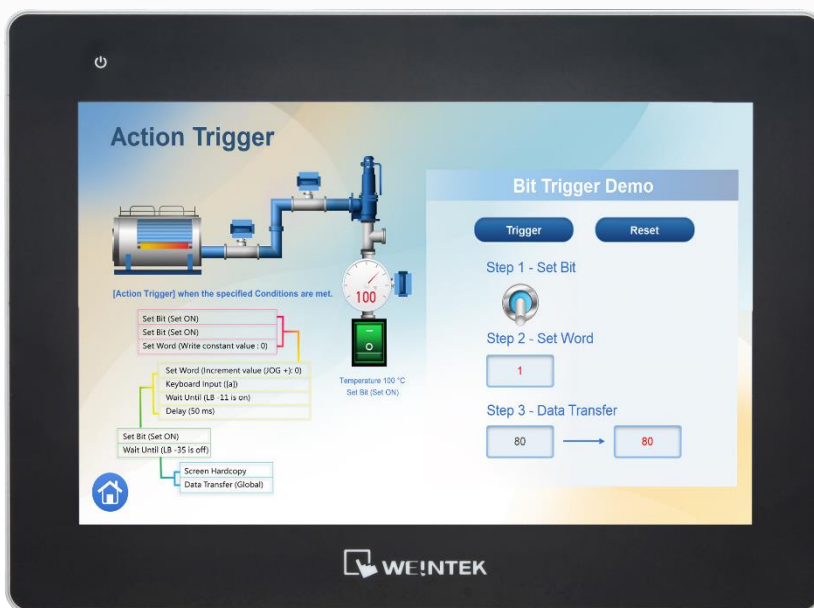 Action Trigger
100
[Action Trigger] when the specified Conditions are met.
Temperature 100 °C
Set Bit (Set ON)
Set Bit (Set ON)
Set Bit (Set ON)
Set Word (Write constant value : 0)
Set Word (Increment value (JOG +): 0)
Keyboard Input ([a])
Wait Until (LB -11 is on)
Delay (50 ms)
Set Bit (Set ON)
Wait Until (LB -35 is off)
Screen Hardcopy
Data Transfer (Global)
Bit Trigger Demo
Trigger
Reset
Step 1 - Set Bit
Step 2 - Set Word
1
Step 3 - Data Transfer
80
80
WE!NTEK